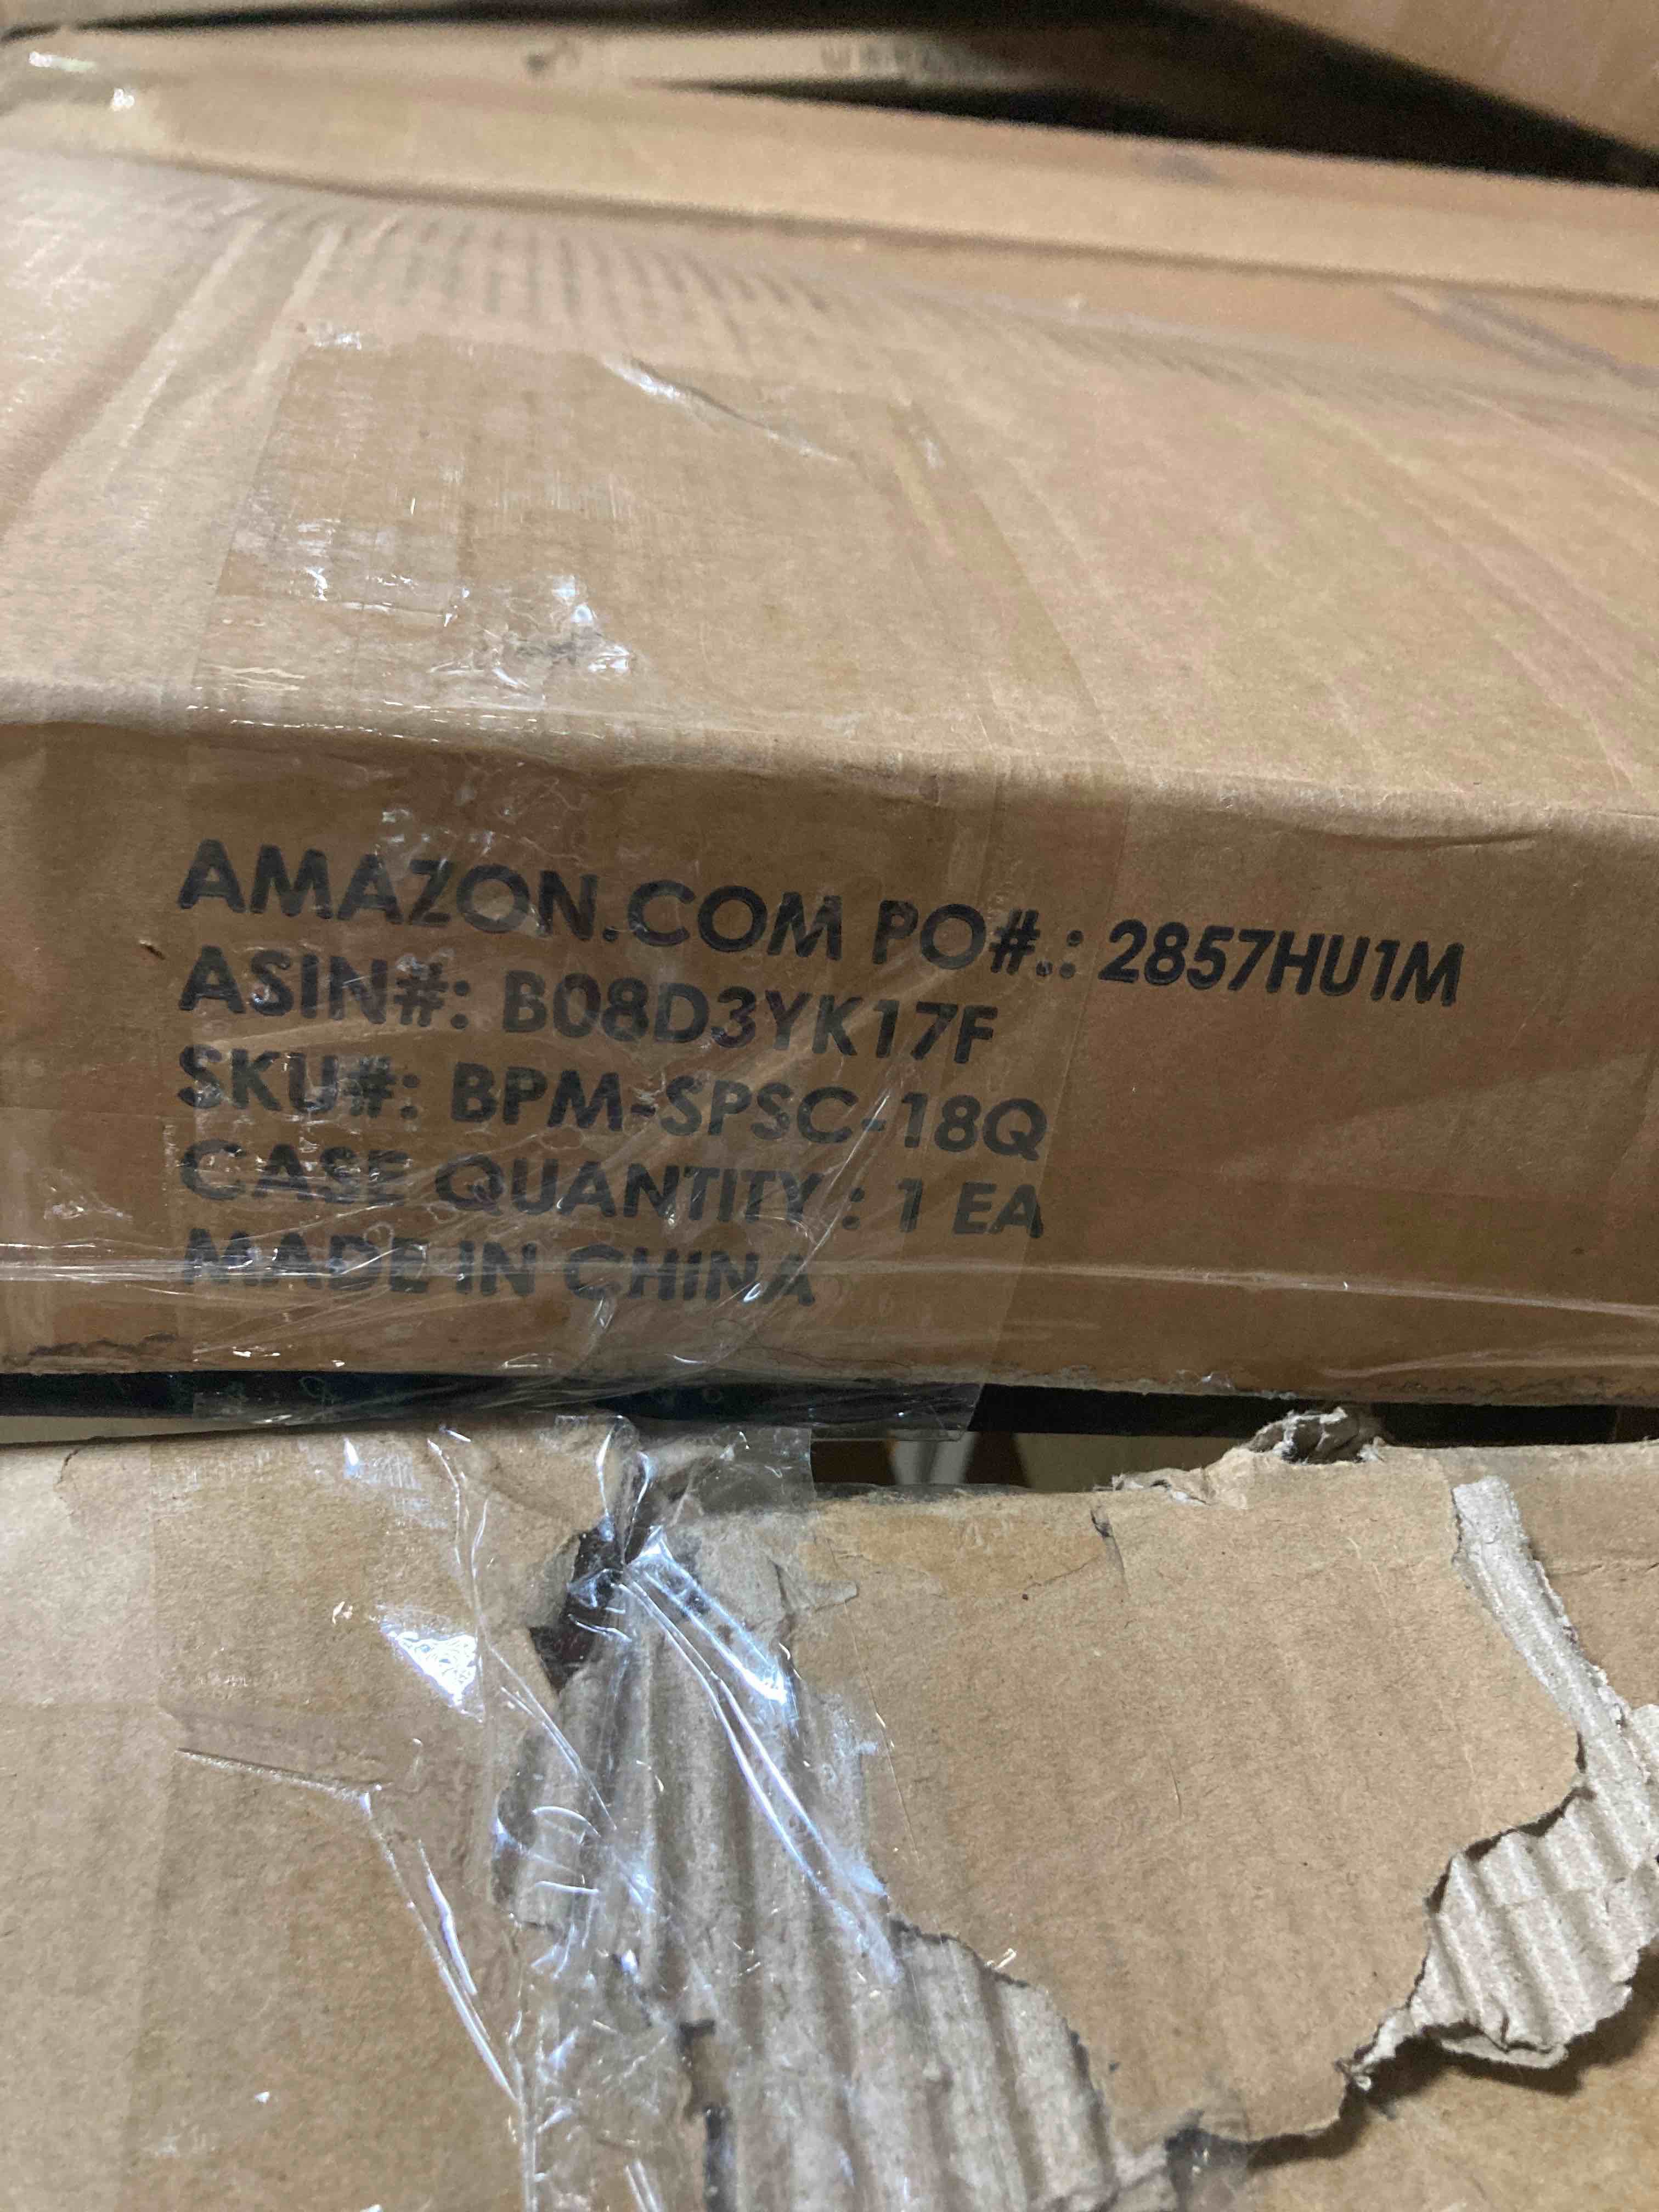 AMAZON.COM PO#.: 2857HU1M
ASIN#: B08D3YK17F
SKU#: BPM-SPSC-18Q
CASE QUANTITY : 1 EA
MADE IN CHINA